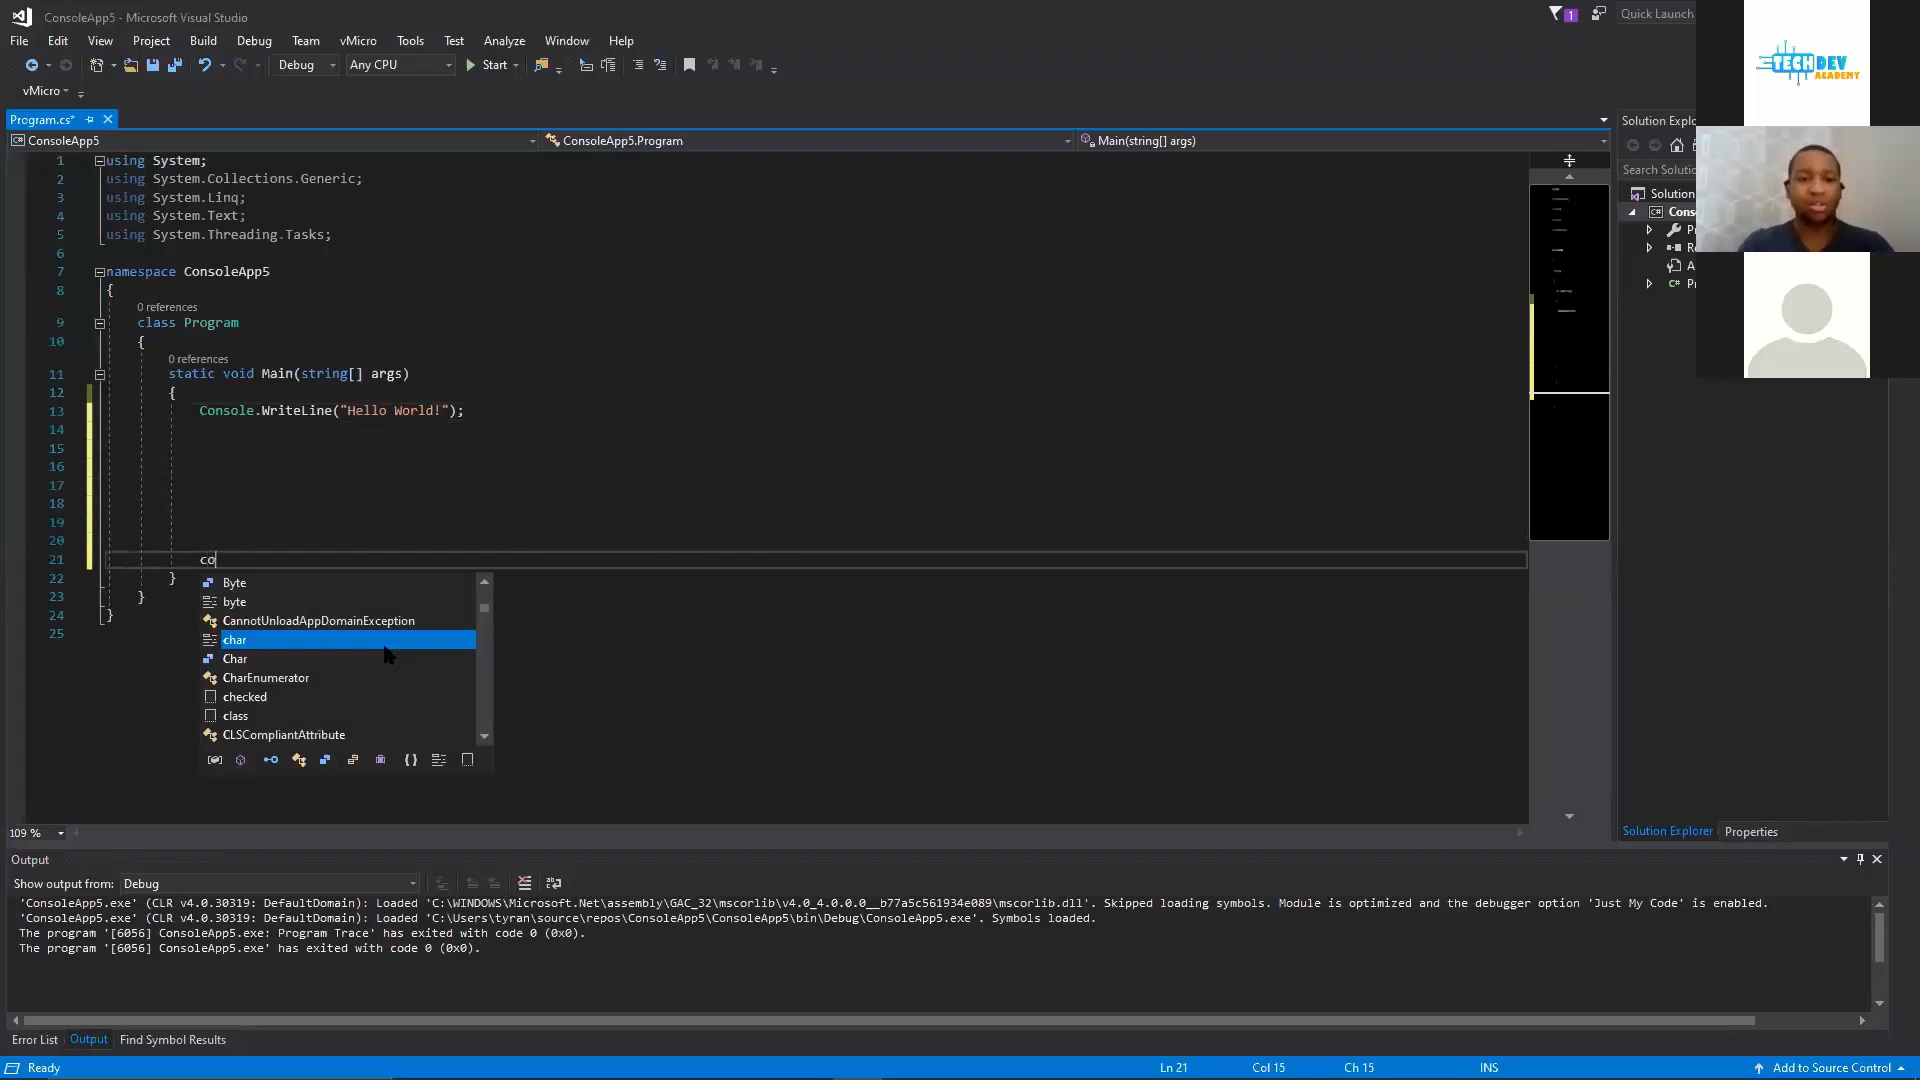 ConsoleApp5 - Microsoft Visual Studio
1
Quick Launch
File Edit View Project Build Debug Team vMicro Tools Test Analyze Window Help
Debug Any CPU Start
vMicro
TECHDEV
ACADEMY
Program.cs*
Solution Explo
ConsoleApp5 ConsoleApp5.Program Main(string[] args)
Search Solutio
Solution
Cons
P
R
A
Pr
1 using System;
2 using System.Collections.Generic;
3 using System.Linq;
4 using System.Text;
5 using System.Threading.Tasks;
6
7 namespace ConsoleApp5
8 {
0 references
9 class Program
10 {
0 references
11 static void Main(string[] args)
12 {
13 Console.WriteLine("Hello World!");
14
15
16
17
18
19
20
21 co
22 }
23 }
24 }
25
Byte
byte
CannotUnloadAppDomainException
char
Char
CharEnumerator
checked
class
CLSCompliantAttribute
109 %
Solution Explorer Properties
Output
Show output from: Debug
'ConsoleApp5.exe' (CLR v4.0.30319: DefaultDomain): Loaded 'C:\WINDOWS\Microsoft.Net\assembly\GAC_32\mscorlib\v4.0_4.0.0.0__b77a5c561934e089\mscorlib.dll'. Skipped loading symbols. Module is optimized and the debugger option 'Just My Code' is enabled.
'ConsoleApp5.exe' (CLR v4.0.30319: DefaultDomain): Loaded 'C:\Users\tyran\source\repos\ConsoleApp5\ConsoleApp5\bin\Debug\ConsoleApp5.exe'. Symbols loaded.
The program '[6056] ConsoleApp5.exe: Program Trace' has exited with code 0 (0x0).
The program '[6056] ConsoleApp5.exe' has exited with code 0 (0x0).
Error List Output Find Symbol Results
Ready Ln 21 Col 15 Ch 15 INS Add to Source Control